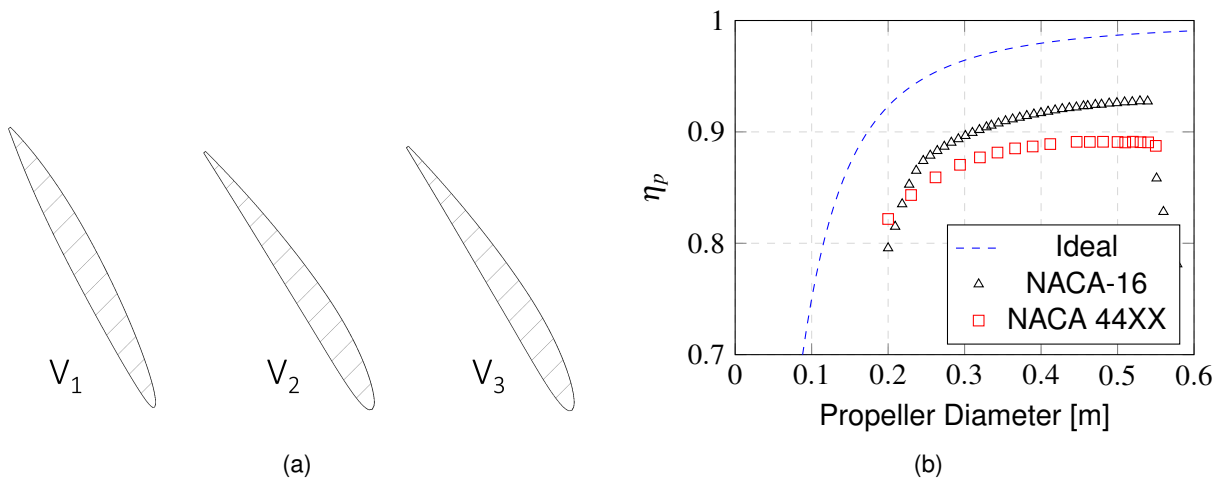 V1
V2
V3
(a)
1
0.9
0.8
0.7
ηp
0 0.1 0.2 0.3 0.4 0.5 0.6
Propeller Diameter [m]
Ideal
NACA-16
NACA 44XX
(b)